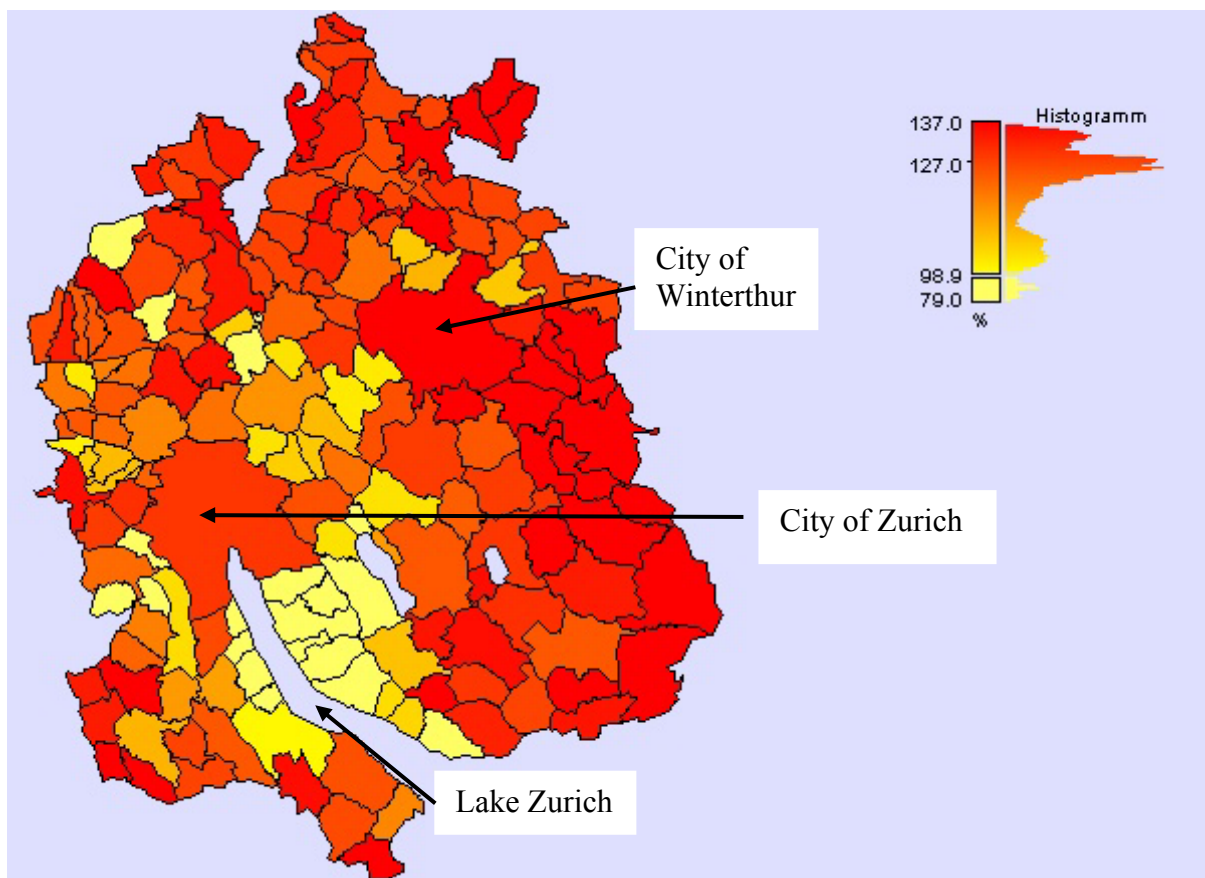 137.0
Histogramm
127.0
98.9
79.0
%
City of
Winterthur
City of Zurich
Lake Zurich